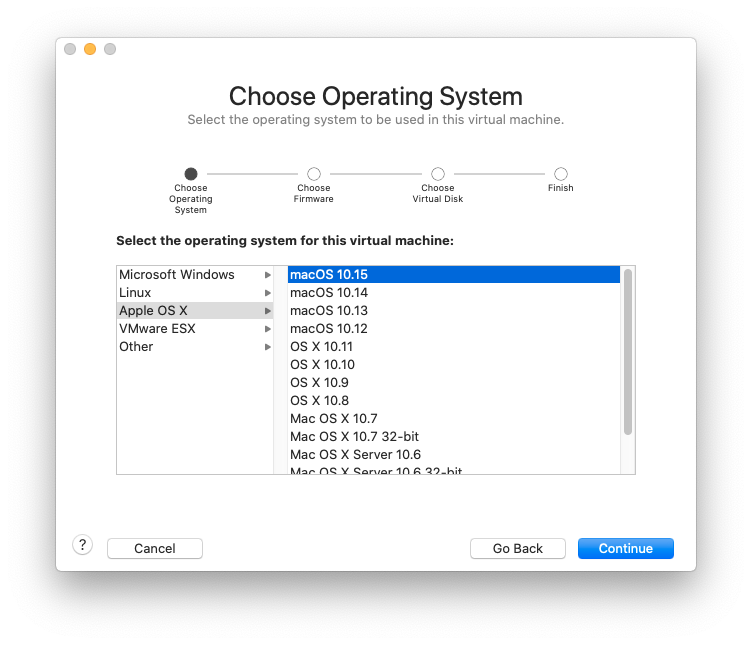 Choose Operating System
Select the operating system to be used in this virtual machine.
Choose
Operating
System
Choose
Firmware
Choose
Virtual Disk
Finish
Select the operating system for this virtual machine:
Microsoft Windows
Linux
Apple OS X
VMware ESX
Other
macOS 10.15
macOS 10.14
macOS 10.13
macOS 10.12
OS X 10.11
OS X 10.10
OS X 10.9
OS X 10.8
Mac OS X 10.7
Mac OS X 10.7 32-bit
Mac OS X Server 10.6
Mac OS X Server 10.6 32-bit
?
Cancel
Go Back
Continue